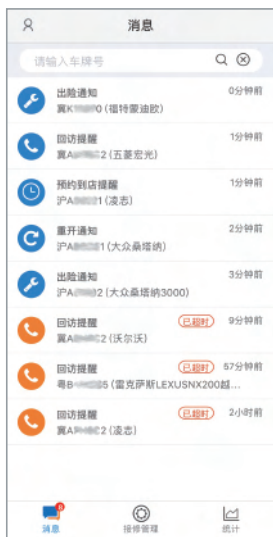 消息
请输入车牌号
出险通知 0分钟前
冀K 0 (福特蒙迪欧)
回访提醒 1分钟前
冀A 2 (五菱宏光)
预约到店提醒 1分钟前
沪A 1 (凌志)
重开通知 2分钟前
沪A 1 (大众桑塔纳)
出险通知 3分钟前
沪A 2 (大众桑塔纳3000)
回访提醒 已超时 9分钟前
冀A 2 (沃尔沃)
回访提醒 已超时 57分钟前
粤B 5 (雷克萨斯LEXUSNX200越...
回访提醒 已超时 2小时前
冀A 2 (凌志)
8
消息 接修管理 统计